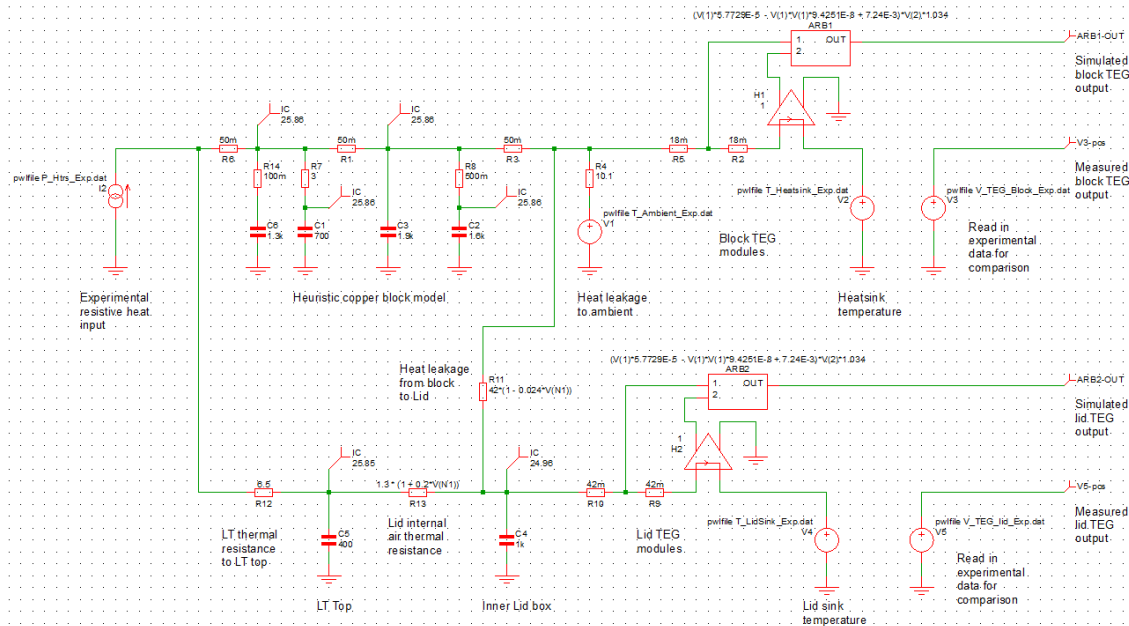 (V(1)*5.7729E-5 - V(1)*V(1)*9.4251E-8 + 7.24E-3)*V(2)*1.034
ARB1
1.
OUT
2.
ARB1-OUT
Simulated
block TEG
output
H1
1
IC
25.86
IC
25.86
50m
R6
50m
R1
50m
R3
18m
R5
18m
R2
V3-pos
Measured
block TEG
output
pwlfile P_Htrs_Exp.dat
I2
R14
100m
R7
3
IC
25.86
R8
500m
IC
25.86
R4
10.1
pwlfile T_Ambient_Exp.dat
V1
pwlfile T_Heatsink_Exp.dat
V2
pwlfile V_TEG_Block_Exp.dat
V3
C6
1.3k
C1
700
C3
1.9k
C2
1.6k
Block TEG
modules
Read in
experimental
data for
comparison
Experimental
resistive heat
input
Heuristic copper block model
Heat leakage
to ambient
Heatsink
temperature
(V(1)*5.7729E-5 - V(1)*V(1)*9.4251E-8 + 7.24E-3)*V(2)*1.034
ARB2
1.
OUT
2.
ARB2-OUT
Simulated
lid TEG
output
Heat leakage
from block
to Lid
R11
42*(1 - 0.024*V(N1))
1
H2
IC
25.85
IC
24.96
6.5
R12
1.3 * (1 + 0.2*V(N1))
R13
42m
R10
42m
R9
V5-pos
Measured
lid TEG
output
LT thermal
resistance
to LT top
C5
400
Lid internal
air thermal
resistance
C4
1k
Lid TEG
modules
pwlfile T_LidSink_Exp.dat
V4
pwlfile V_TEG_lid_Exp.dat
V5
Read in
experimental
data for
comparison
LT Top
Inner Lid box
Lid sink
temperature